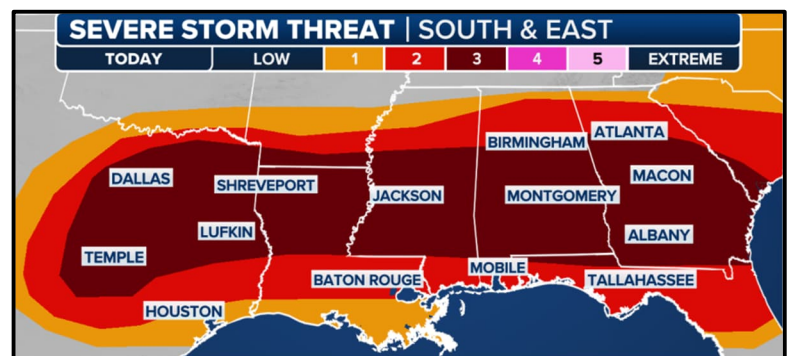 SEVERE STORM THREAT | SOUTH & EAST
TODAY LOW 1 2 3 4 5 EXTREME
ATLANTA
BIRMINGHAM
DALLAS
SHREVEPORT
JACKSON
MONTGOMERY
MACON
LUFKIN
ALBANY
TEMPLE
BATON ROUGE
MOBILE
TALLAHASSEE
HOUSTON